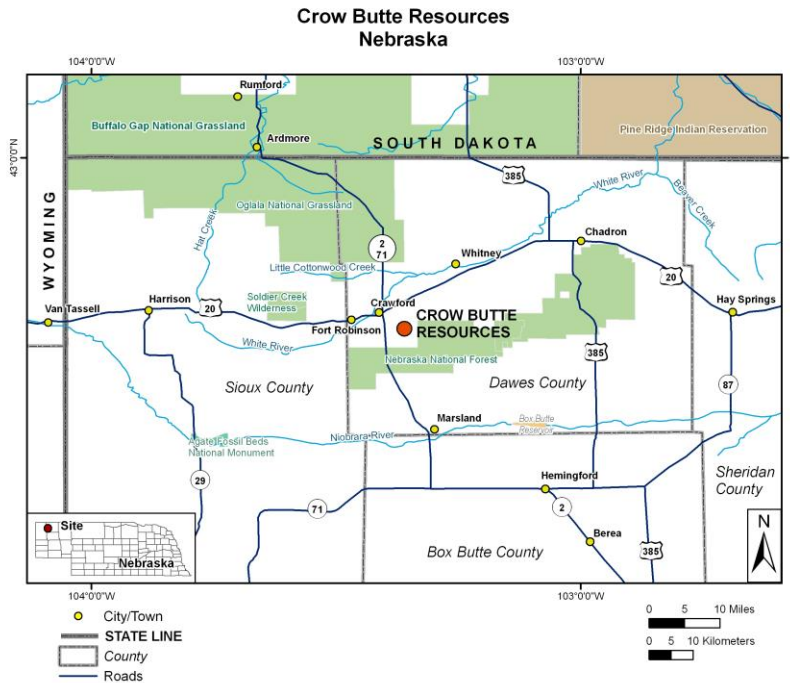 Crow Butte Resources
Nebraska
104°0'0"W
103°0'0"W
Rumford
Buffalo Gap National Grassland
Pine Ridge Indian Reservation
Ardmore
SOUTH DAKOTA
43°0'0"N
385
White River
Beaver Creek
Oglala National Grassland
WYOMING
Hat Creek
2
71
Chadron
Whitney
Little Cottonwood Creek
20
Soldier Creek
Wilderness
Van Tassell
Harrison
20
Crawford
Hay Springs
Fort Robinson
CROW BUTTE
RESOURCES
White River
385
Nebraska National Forest
Sioux County
Dawes County
87
Marsland
Box Butte
Reservoir
Niobrara River
Agate Fossil Beds
National Monument
29
Hemingford
Sheridan
County
71
2
Site
Nebraska
Berea
Box Butte County
385
N
104°0'0"W
103°0'0"W
City/Town
STATE LINE
County
Roads
0 5 10 Miles
0 5 10 Kilometers